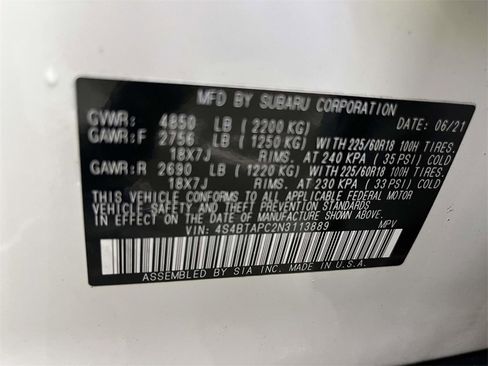 MFD BY SUBARU CORPORATION
DATE: 06/21
GVWR: 4850 LB (2200 KG)
GAWR:F 2756 LB (1250 KG) WITH 225/60R18 100H TIRES.
18X7J RIMS. AT 240 KPA (35 PSI) COLD
GAWR:R 2690 LB (1220 KG) WITH 225/60R18 100H TIRES.
18X7J RIMS. AT 230 KPA (33 PSI) COLD
THIS VEHICLE CONFORMS TO ALL APPLICABLE FEDERAL MOTOR
VEHICLE SAFETY AND THEFT PREVENTION STANDARDS IN
EFFECT ON THE DATE OF MANUFACTURE SHOWN ABOVE.
VIN: 4S4BTAPC2N3113889 MPV
ASSEMBLED BY SIA INC. MADE IN U.S.A.